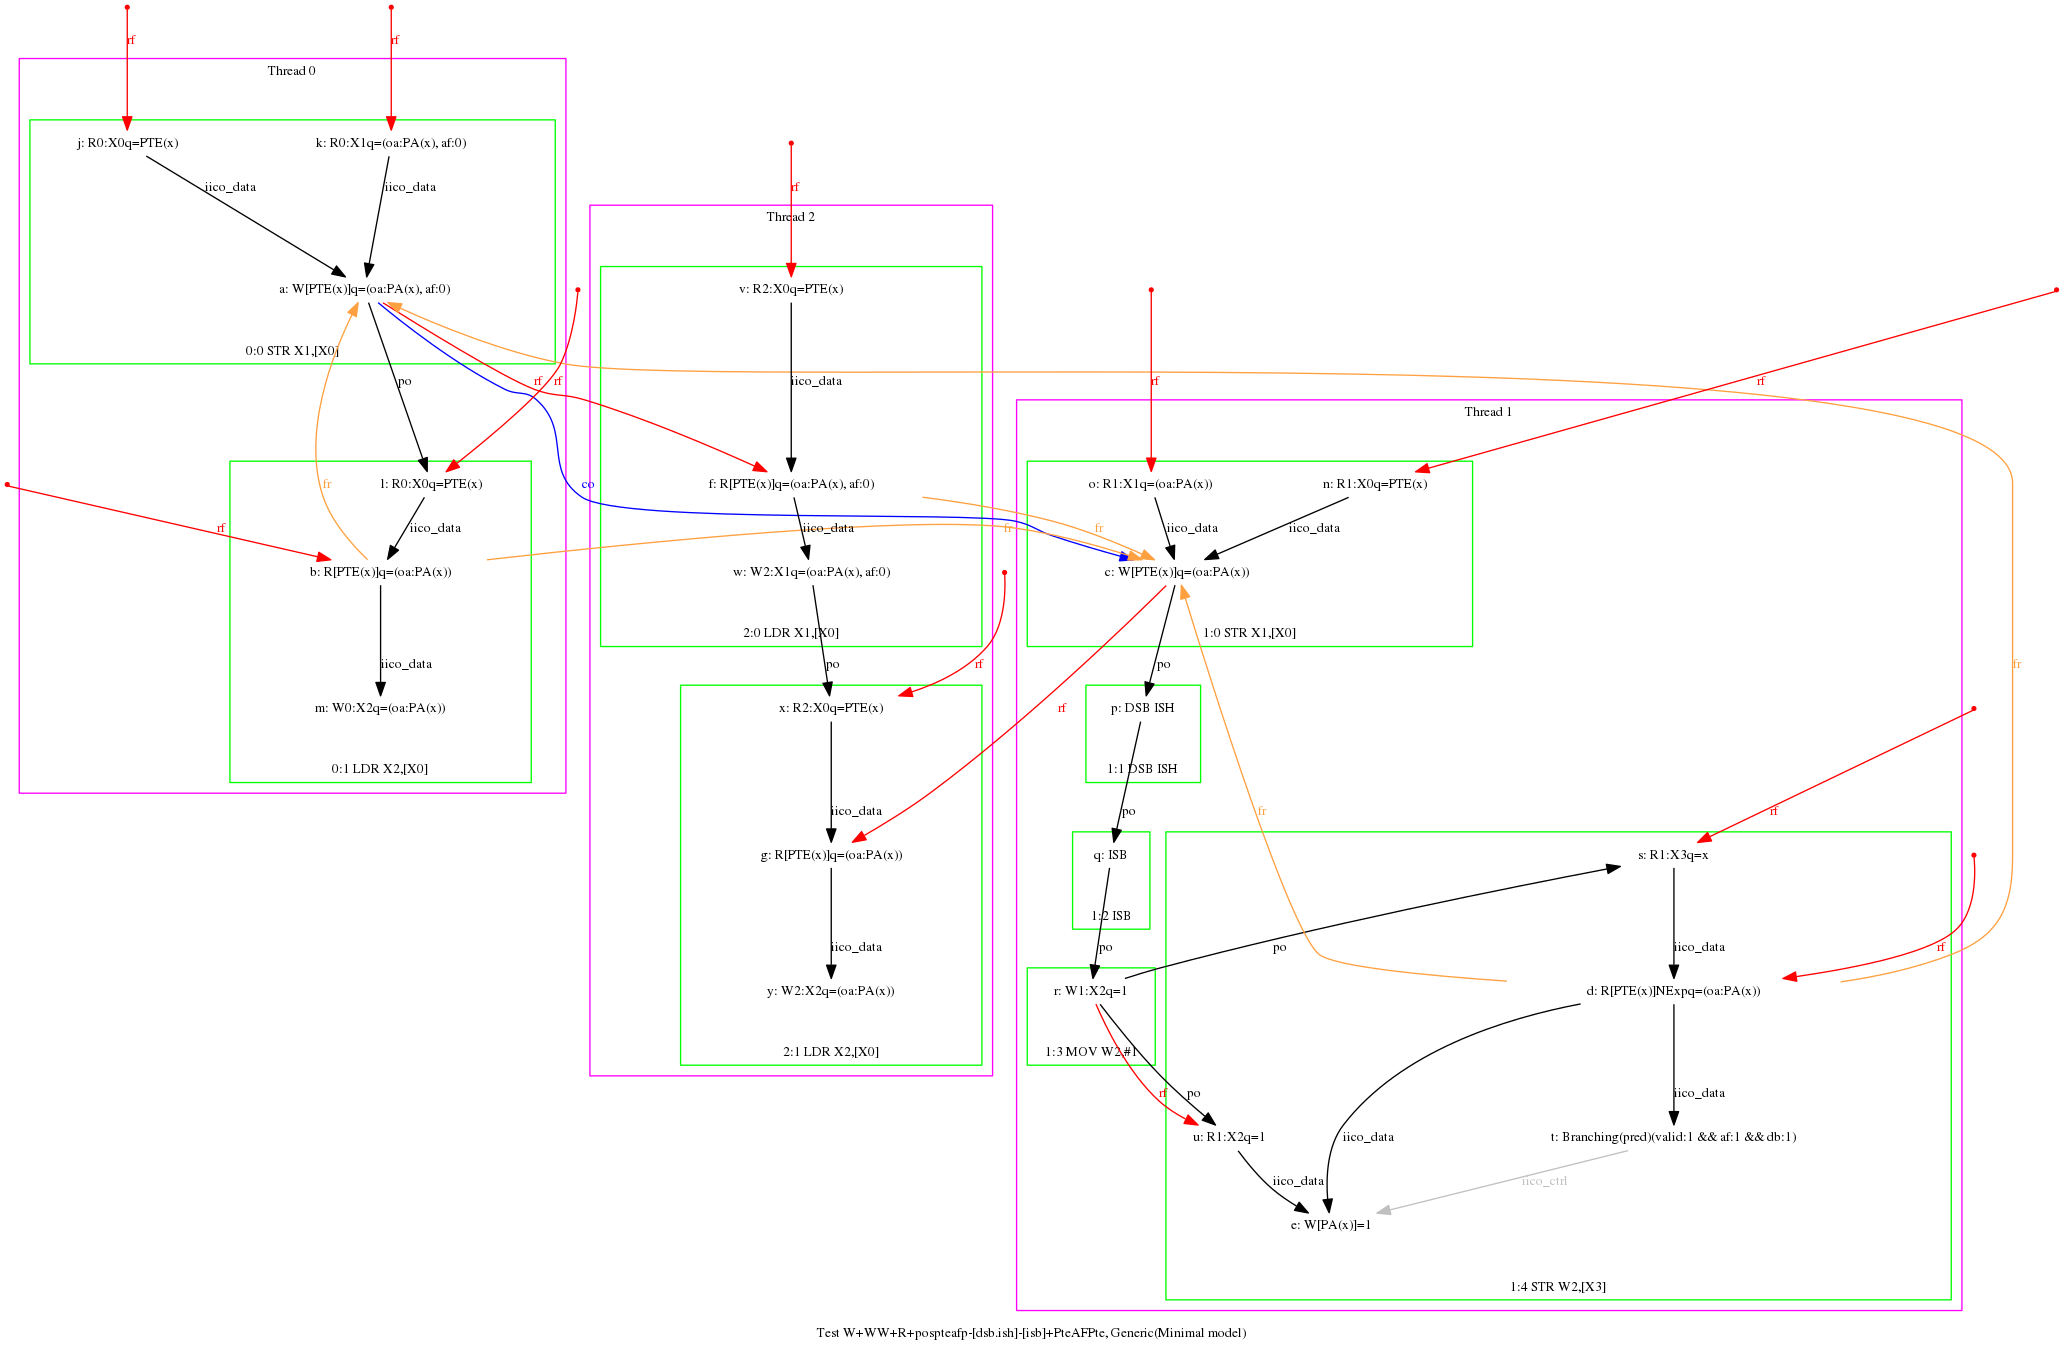 rf
rf
Thread 0
j: R0:X0q=PTE(x)
k: R0:X1q=(oa:PA(x), af:0)
iico_data
iico_data
a: W[PTE(x)]q=(oa:PA(x), af:0)
0:0 STR X1,[X0]
po
rf
rf
l: R0:X0q=PTE(x)
fr
co
rf
iico_data
b: R[PTE(x)]q=(oa:PA(x))
iico_data
m: W0:X2q=(oa:PA(x))
0:1 LDR X2,[X0]
rf
Thread 2
v: R2:X0q=PTE(x)
iico_data
f: R[PTE(x)]q=(oa:PA(x), af:0)
iico_data
fr
fr
w: W2:X1q=(oa:PA(x), af:0)
2:0 LDR X1,[X0]
po
rf
x: R2:X0q=PTE(x)
rf
iico_data
g: R[PTE(x)]q=(oa:PA(x))
iico_data
y: W2:X2q=(oa:PA(x))
2:1 LDR X2,[X0]
rf
rf
Thread 1
o: R1:X1q=(oa:PA(x))
n: R1:X0q=PTE(x)
iico_data
iico_data
c: W[PTE(x)]q=(oa:PA(x))
1:0 STR X1,[X0]
po
fr
p: DSB ISH
1:1 DSB ISH
po
fr
rf
q: ISB
1:2 ISB
s: R1:X3q=x
po
po
iico_data
rf
r: W1:X2q=1
d: R[PTE(x)]NExpq=(oa:PA(x))
1:3 MOV W2,#1
rf
po
iico_data
u: R1:X2q=1
iico_data
t: Branching(pred)(valid:1 && af:1 && db:1)
iico_data
iico_ctrl
e: W[PA(x)]=1
1:4 STR W2,[X3]
Test W+WW+R+pospteafp-[dsb.ish]-[isb]+PteAFPte, Generic(Minimal model)